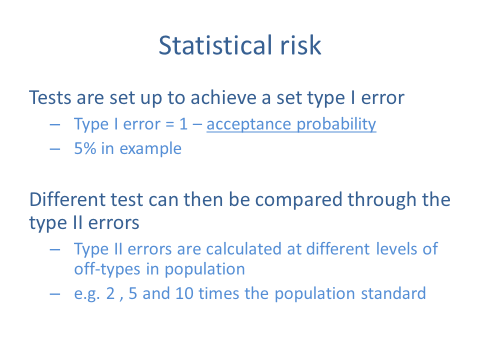 Statistical risk
Tests are set up to achieve a set type I error
– Type I error = 1 – acceptance probability
– 5% in example
Different test can then be compared through the
type II errors
– Type II errors are calculated at different levels of
off-types in population
– e.g. 2 , 5 and 10 times the population standard